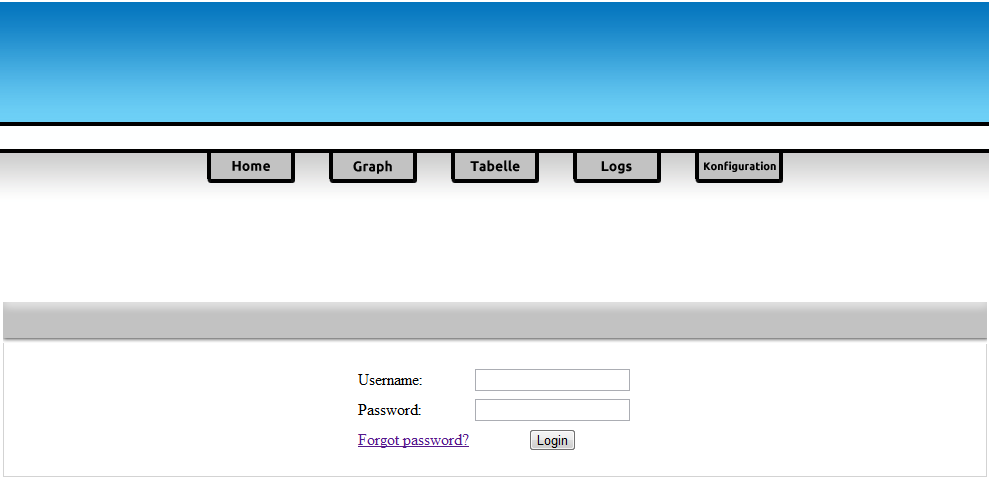 Home Graph Tabelle Logs Konfiguration
Username:
Password:
Forgot password? Login